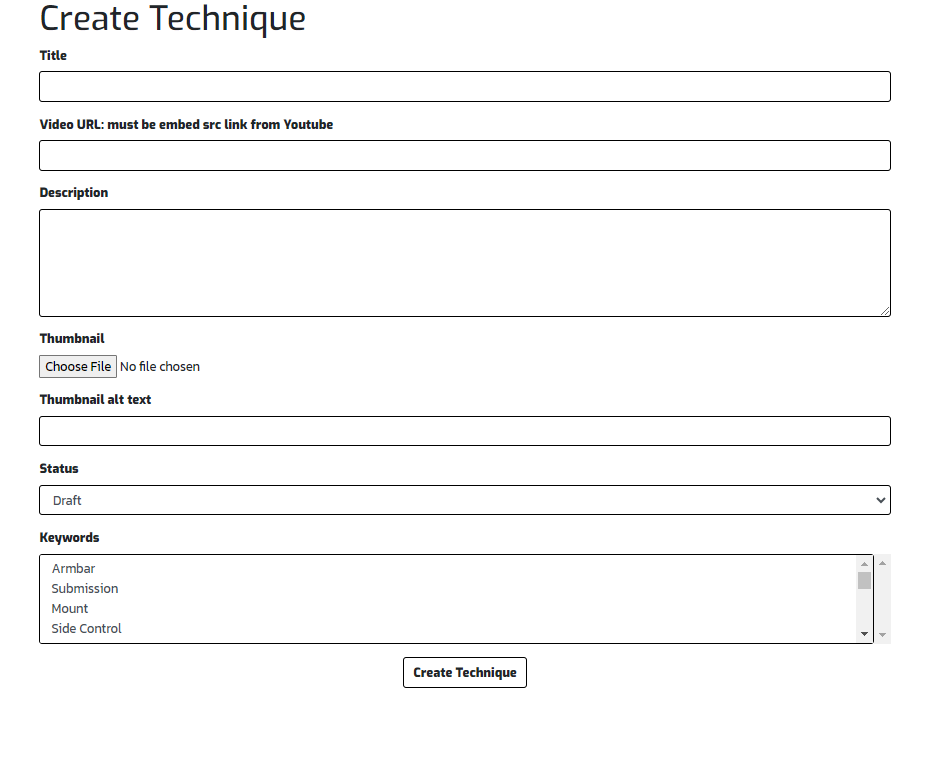 Create Technique
Title
Video URL: must be embed src link from Youtube
Description
Thumbnail
Choose File No file chosen
Thumbnail alt text
Status
Draft
Keywords
Armbar
Submission
Mount
Side Control
Create Technique